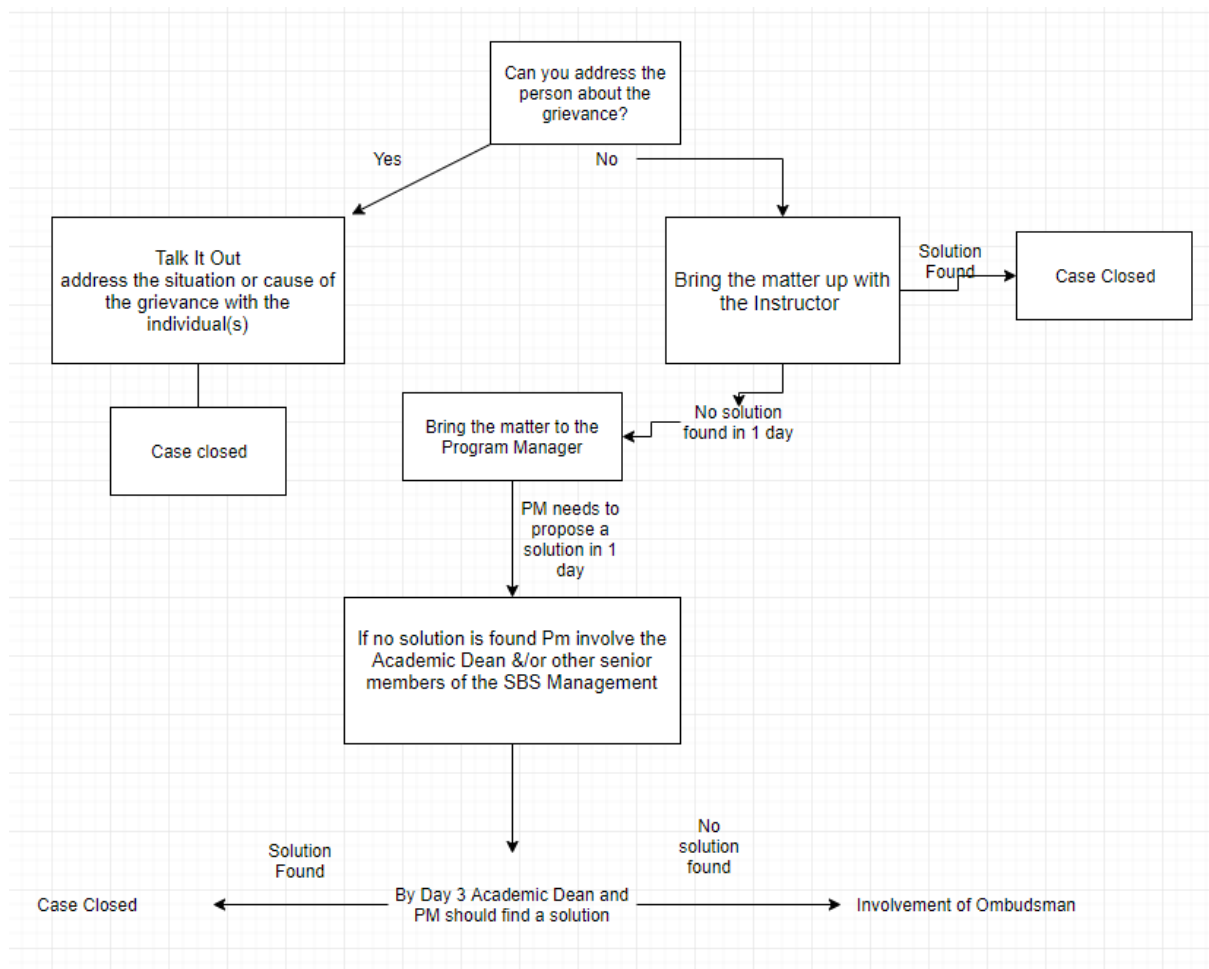 Can you address the
person about the
grievance?
Yes
No
Talk It Out
address the situation or cause of
the grievance with the
individual(s)
Bring the matter up with
the Instructor
Solution
Found
Case Closed
Case closed
Bring the matter to the
Program Manager
No solution
found in 1 day
PM needs to
propose a
solution in 1
day
If no solution is found Pm involve the
Academic Dean &/or other senior
members of the SBS Management
Solution
Found
No
solution
found
Case Closed
By Day 3 Academic Dean and
PM should find a solution
Involvement of Ombudsman